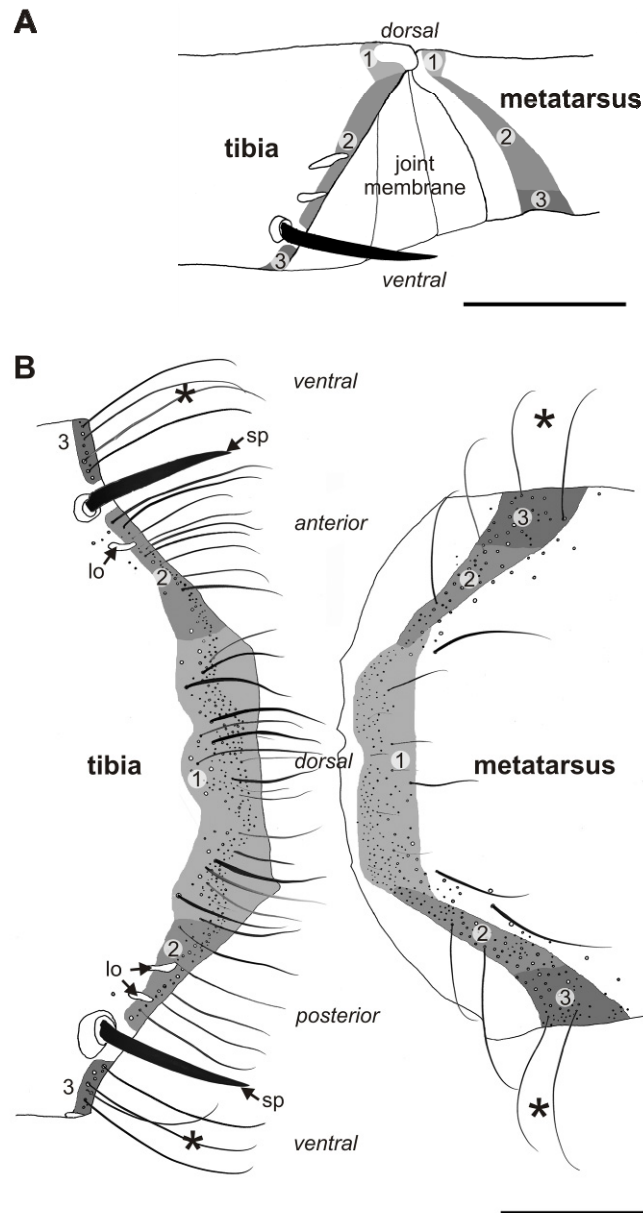 A
dorsal
1
1
metatarsus
tibia
2
2
joint
membrane
3
3
ventral
B
*
ventral
*
3
sp
3
anterior
lo
2
2
tibia
1
dorsal
1
metatarsus
2
2
lo
3
posterior
3
sp
*
*
ventral